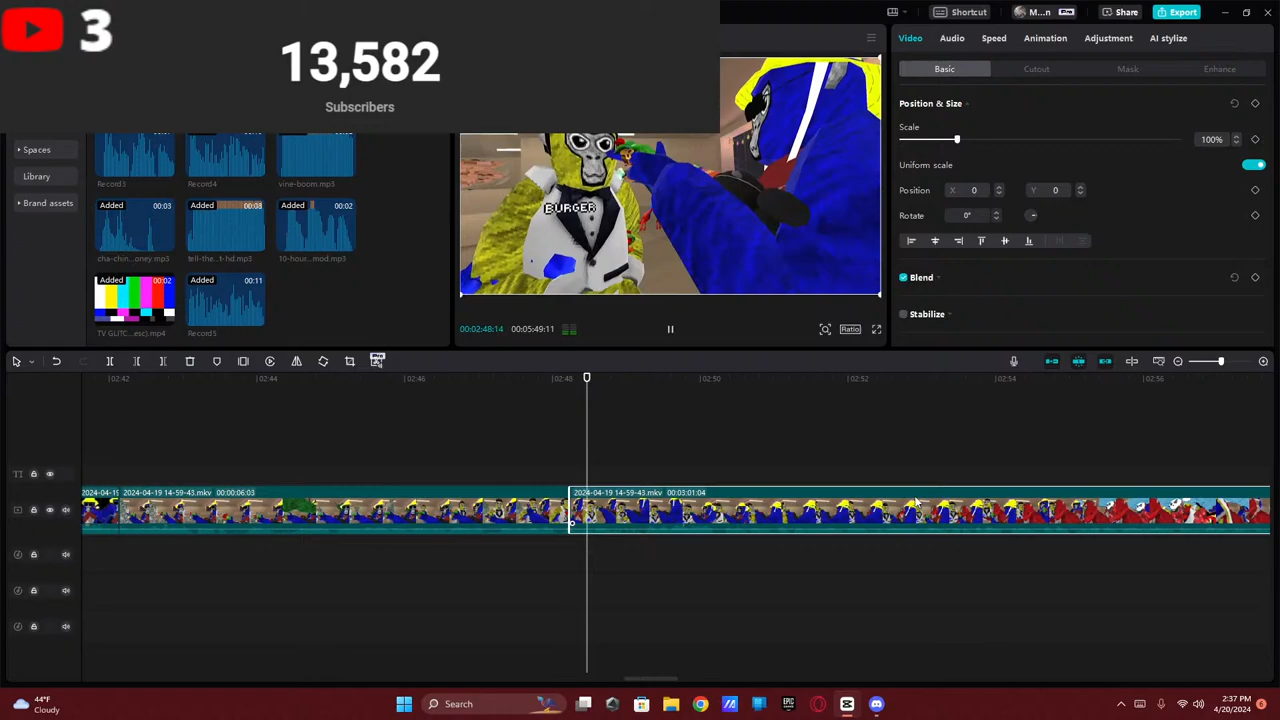 3
13,582
Subscribers
Shortcut
M...n
Pro
Share
Export
Video
Audio
Speed
Animation
Adjustment
AI stylize
Basic
Cutout
Mask
Enhance
Position & Size
Scale
100%
Uniform scale
Position
X
0
Y
0
Rotate
0°
Blend
Stabilize
Spaces
Library
Brand assets
Record3
Record4
vine-boom.mp3
Added
00:03
Added
00:08
Added
00:02
cha-chin...oney.mp3
tell-the...t-hd.mp3
10-hour...mod.mp3
Added
00:02
Added
00:11
TV GLITC...esc).mp4
Record5
BURGER
00:02:48:14
00:05:49:11
Ratio
Pro
02:42
02:44
02:46
02:48
02:50
02:52
02:54
02:56
TI
2024-04-19
2024-04-19 14-59-43.mkv 00:00:06:03
2024-04-19 14-59-43.mkv 00:03:01:04
44°F
Cloudy
Search
EPIC
2:37 PM
4/20/2024